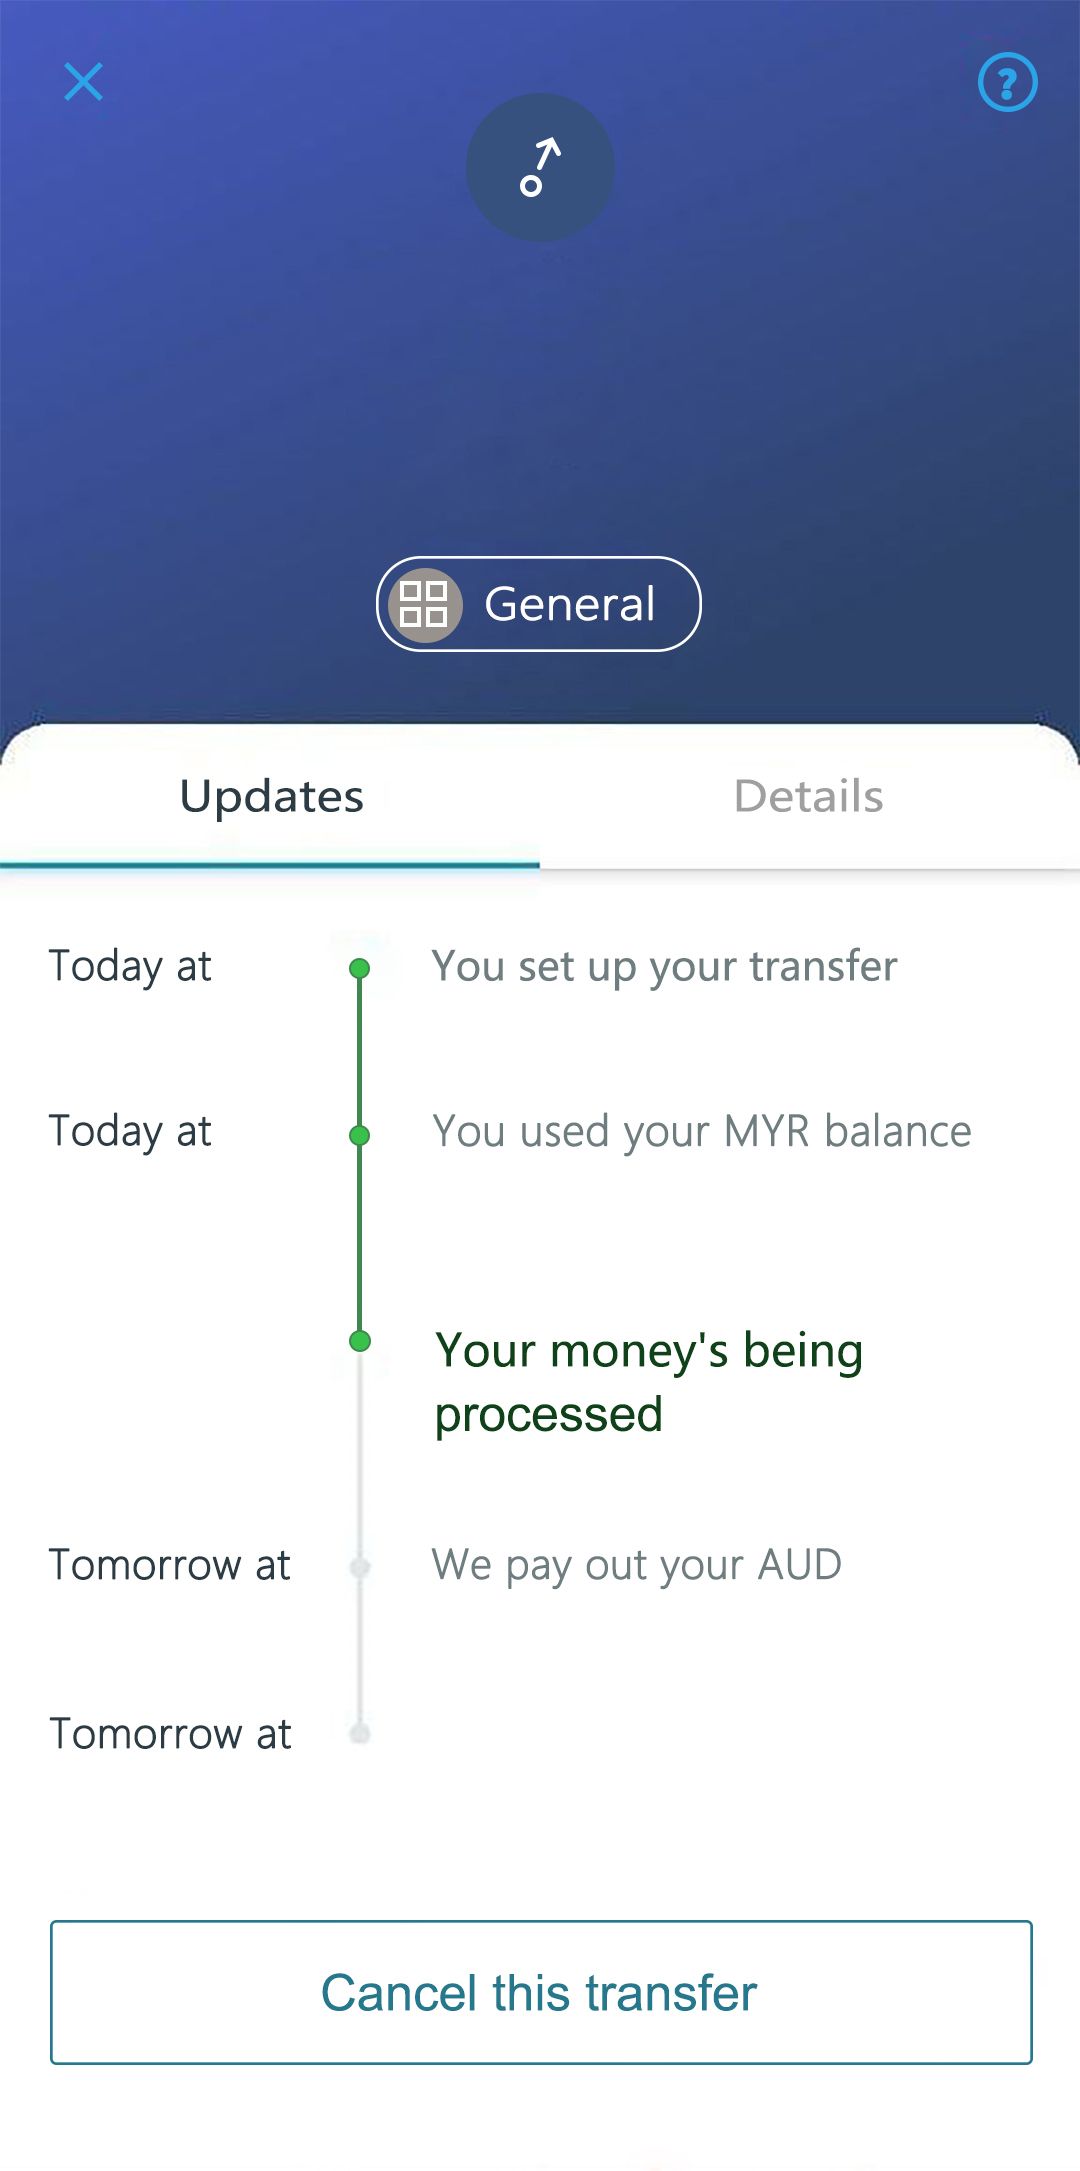 General
Updates
Details
Today at
You set up your transfer
Today at
You used your MYR balance
Your money's being
processed
Tomorrow at
We pay out your AUD
Tomorrow at
Cancel this transfer